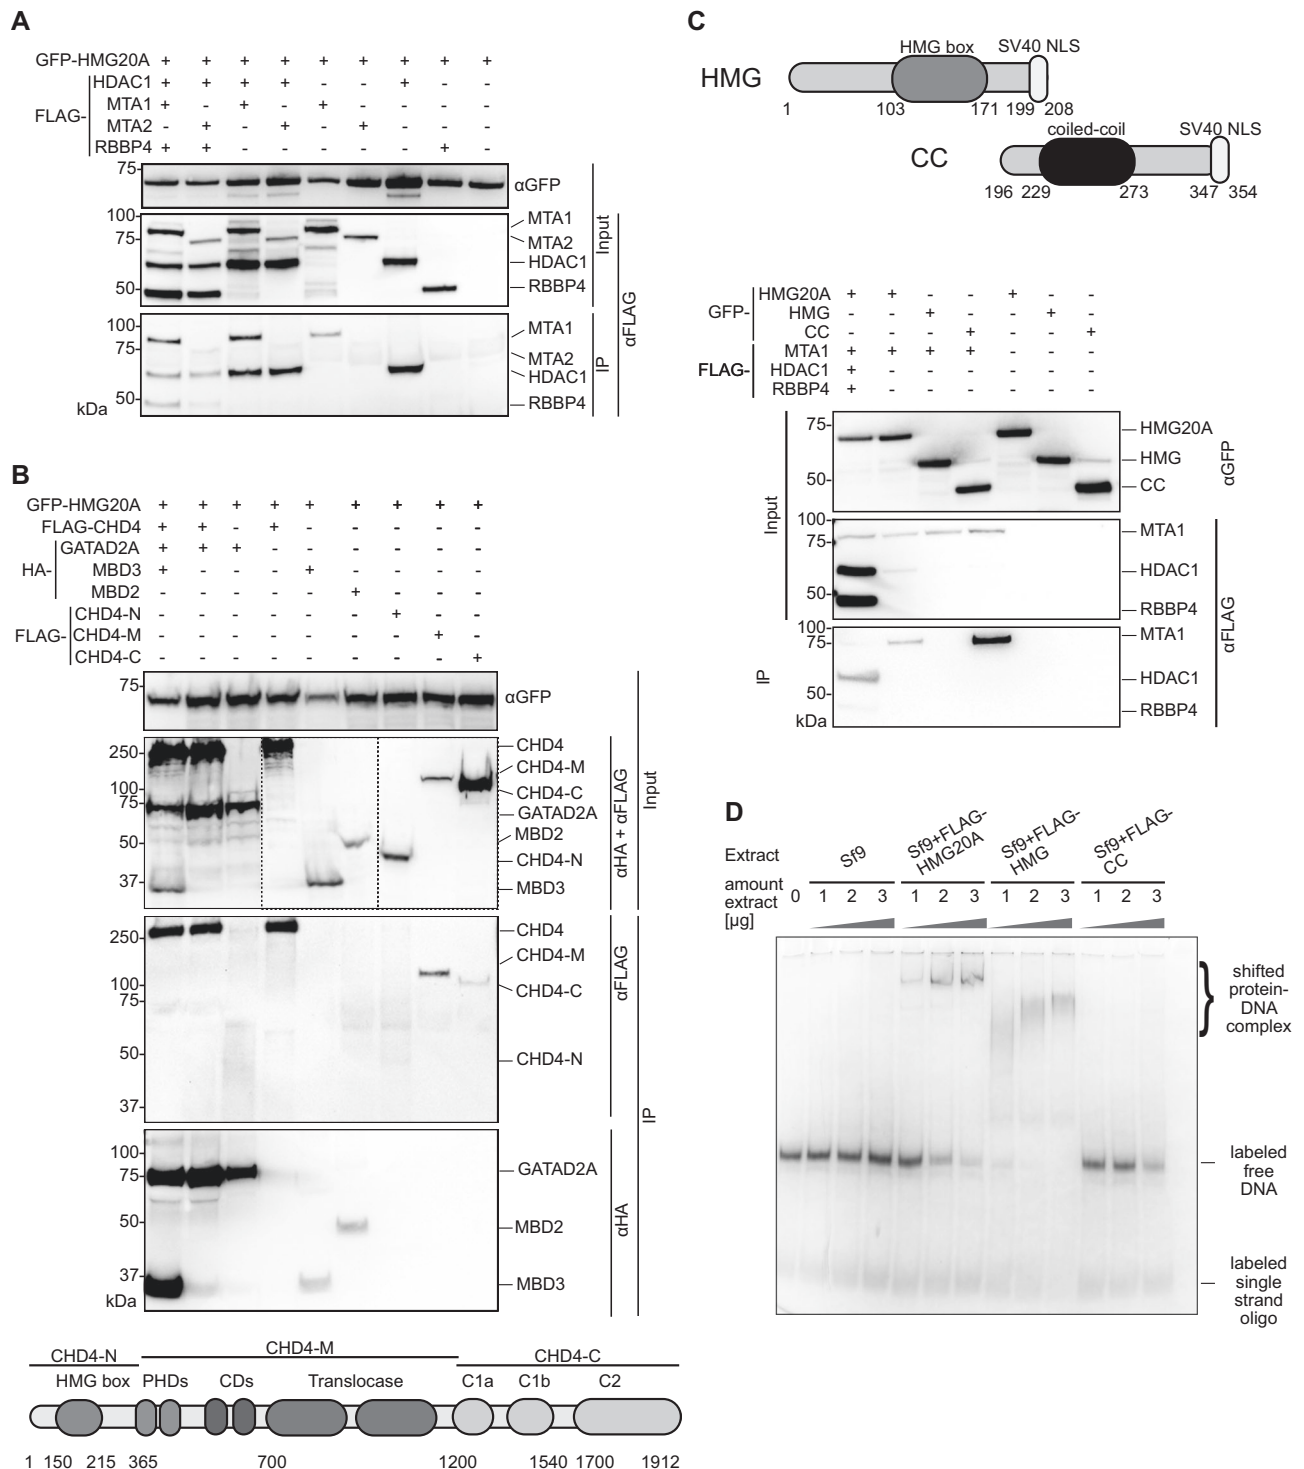 A
GFP-HMG20A + + + + + + + + +
HDAC1 + + + + - - + - -
FLAG-
MTA1 + - + - + - - - -
MTA2 - + - + - + - - -
RBBP4 + + - - - - - + -
75-
αGFP
100-
75-
50-
MTA1
MTA2
HDAC1
RBBP4
Input
100-
75-
50-
kDa
MTA1
MTA2
HDAC1
RBBP4
IP
αFLAG
B
GFP-HMG20A + + + + + + + + +
FLAG-CHD4 + + - + - - - - -
HA-
GATAD2A + + + - - - - - -
MBD3 + - - - + - - - -
MBD2 - - - - - + - - -
FLAG-
CHD4-N - - - - - - + - -
CHD4-M - - - - - - - + -
CHD4-C - - - - - - - - +
75-
αGFP
250-
100-
75-
50-
37-
CHD4
CHD4-M
CHD4-C
GATAD2A
MBD2
CHD4-N
MBD3
αHA + αFLAG
Input
250-
100-
75-
50-
37-
CHD4
CHD4-M
CHD4-C
CHD4-N
αFLAG
100-
75-
50-
37-
kDa
GATAD2A
MBD2
MBD3
αHA
IP
CHD4-N CHD4-M CHD4-C
HMG box PHDs CDs Translocase C1a C1b C2
1 150 215 365 700 1200 1540 1700 1912
C
HMG box SV40 NLS
HMG
1 103 171 199 208
coiled-coil SV40 NLS
CC
196 229 273 347 354
GFP-
HMG20A + + - - + - -
HMG - - + - - + -
CC - - - + - - +
FLAG-
MTA1 + + + + - - -
HDAC1 + - - - - - -
RBBP4 + - - - - - -
75-
50-
HMG20A
HMG
CC
αGFP
Input
100-
75-
50-
MTA1
HDAC1
RBBP4
100-
75-
50-
kDa
MTA1
HDAC1
RBBP4
IP
αFLAG
D
Extract Sf9 Sf9+FLAG-HMG20A Sf9+FLAG-HMG Sf9+FLAG-CC
amount
extract 0 1 2 3 1 2 3 1 2 3 1 2 3
[µg]
shifted
protein-
DNA
complex
labeled
free
DNA
labeled
single
strand
oligo